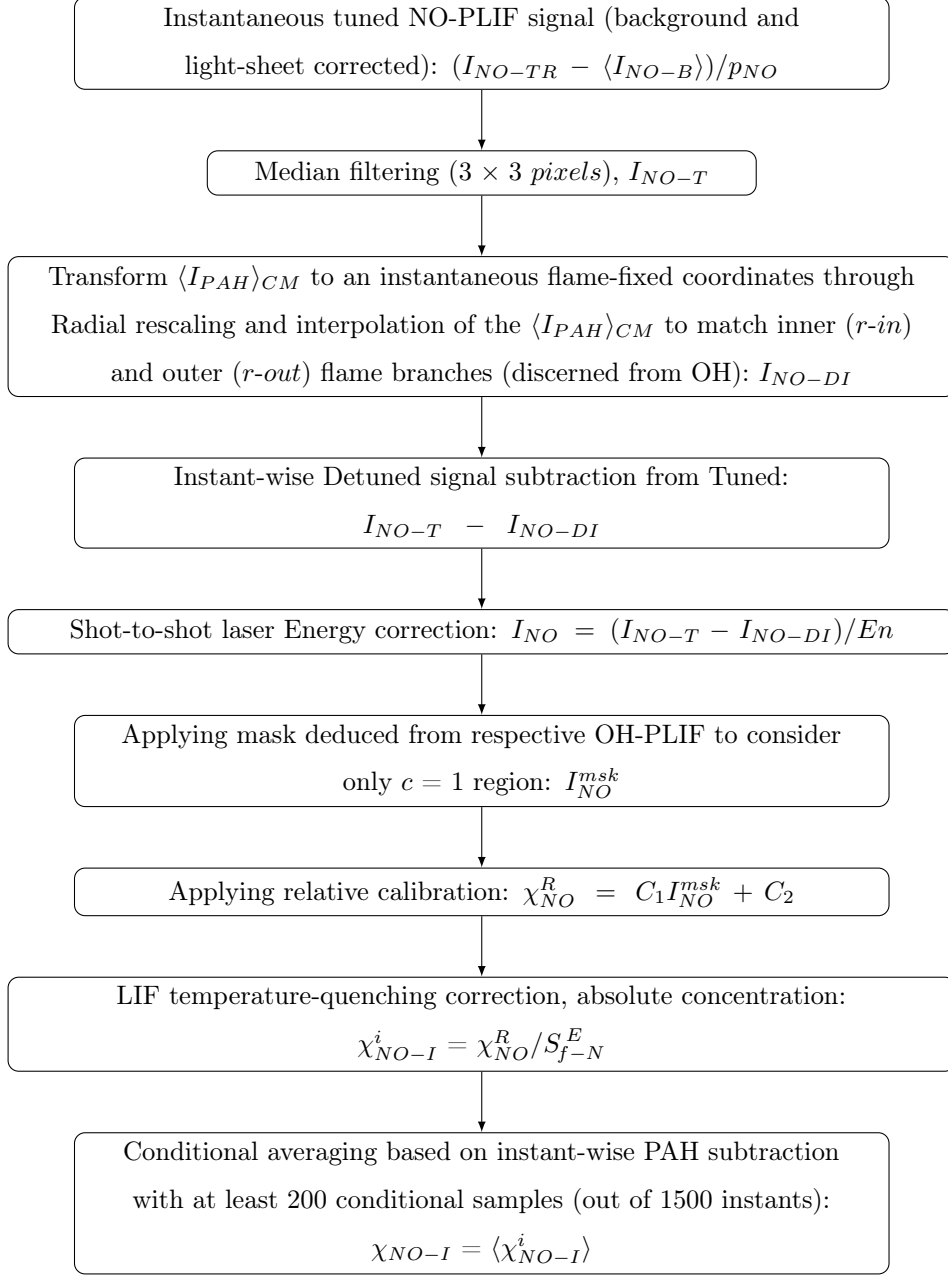 Instantaneous tuned NO-PLIF signal (background and
light-sheet corrected): (I_{NO−TR} − ⟨I_{NO−B}⟩)/p_{NO}
Median filtering (3 × 3 pixels), I_{NO−T}
Transform ⟨I_{PAH}⟩_{CM} to an instantaneous flame-fixed coordinates through
Radial rescaling and interpolation of the ⟨I_{PAH}⟩_{CM} to match inner (r-in)
and outer (r-out) flame branches (discerned from OH): I_{NO−DI}
Instant-wise Detuned signal subtraction from Tuned:
I_{NO−T} − I_{NO−DI}
Shot-to-shot laser Energy correction: I_{NO} = (I_{NO−T} − I_{NO−DI})/En
Applying mask deduced from respective OH-PLIF to consider
only c = 1 region: I_{NO}^{msk}
Applying relative calibration: χ_{NO}^{R} = C_1 I_{NO}^{msk} + C_2
LIF temperature-quenching correction, absolute concentration:
χ_{NO−I}^{i} = χ_{NO}^{R}/S_{f−N}^{E}
Conditional averaging based on instant-wise PAH subtraction
with at least 200 conditional samples (out of 1500 instants):
χ_{NO−I} = ⟨χ_{NO−I}^{i}⟩